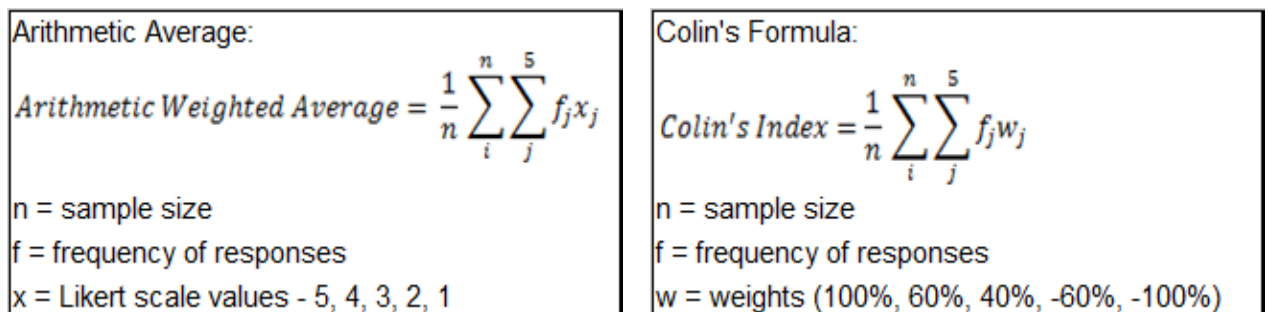 Arithmetic Average:
Arithmetic Weighted Average = 1/n ∑_i^n ∑_j^5 f_j x_j
n = sample size
f = frequency of responses
x = Likert scale values - 5, 4, 3, 2, 1
Colin's Formula:
Colin's Index = 1/n ∑_i^n ∑_j^5 f_j w_j
n = sample size
f = frequency of responses
w = weights (100%, 60%, 40%, -60%, -100%)